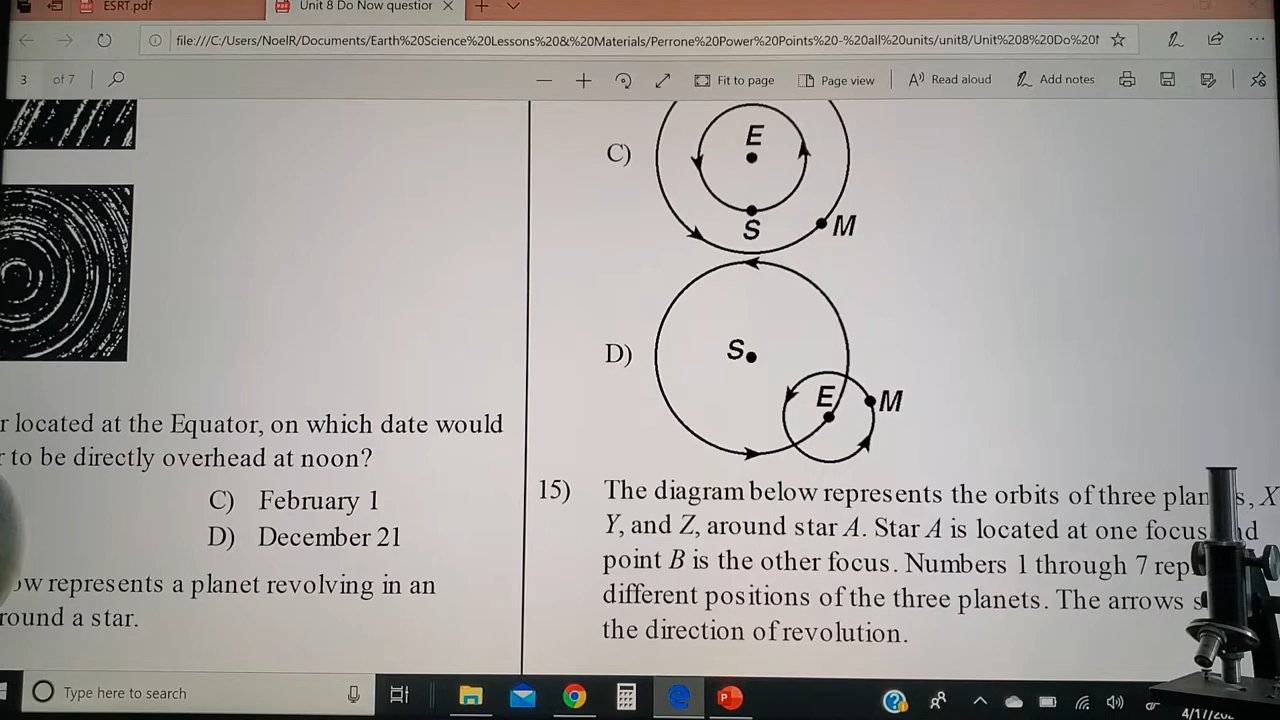 ESRT.pdf
Unit 8 Do Now question
file:///C:/Users/NoelR/Documents/Earth%20Science%20Lessons%20&%20Materials/Perrone%20Power%20Points%20-%20all%20units/unit8/Unit%208%20Do%20
3 of 7
Fit to page
Page view
Read aloud
Add notes
C)
E
S
M
D)
S
E
M
r located at the Equator, on which date would
to be directly overhead at noon?
C) February 1
D) December 21
ow represents a planet revolving in an
round a star.
15) The diagram below represents the orbits of three X
Y, and Z, around star A. Star A is located at one focus
point B is the other focus. Numbers 1 through 7
different positions of the three planets. The arrows
the direction of revolution.
Type here to search